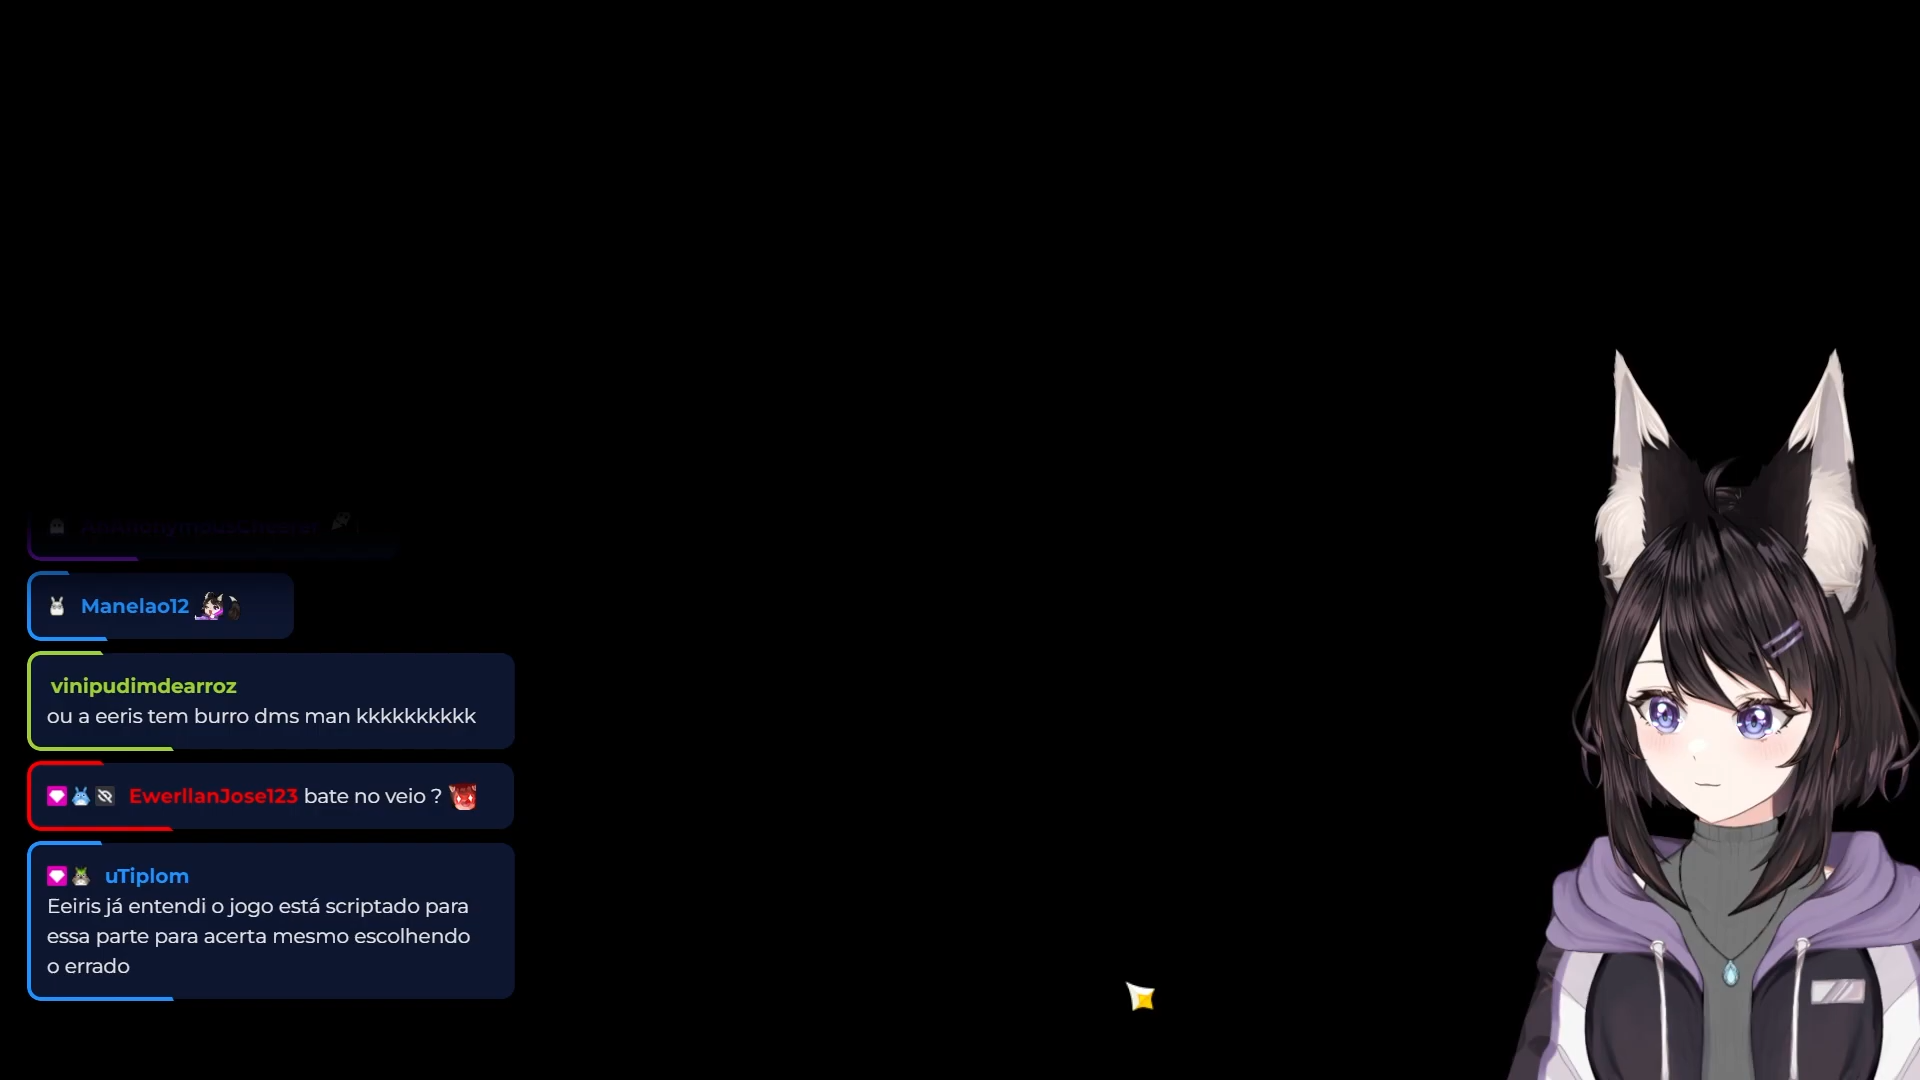 Manelao12
vinipudimdearroz
ou a eeris tem burro dms man kkkkkkkkkk
EwerllanJose123 bate no veio ?
uTiplom
Eeiris já entendi o jogo está scriptado para
essa parte para acerta mesmo escolhendo
o errado